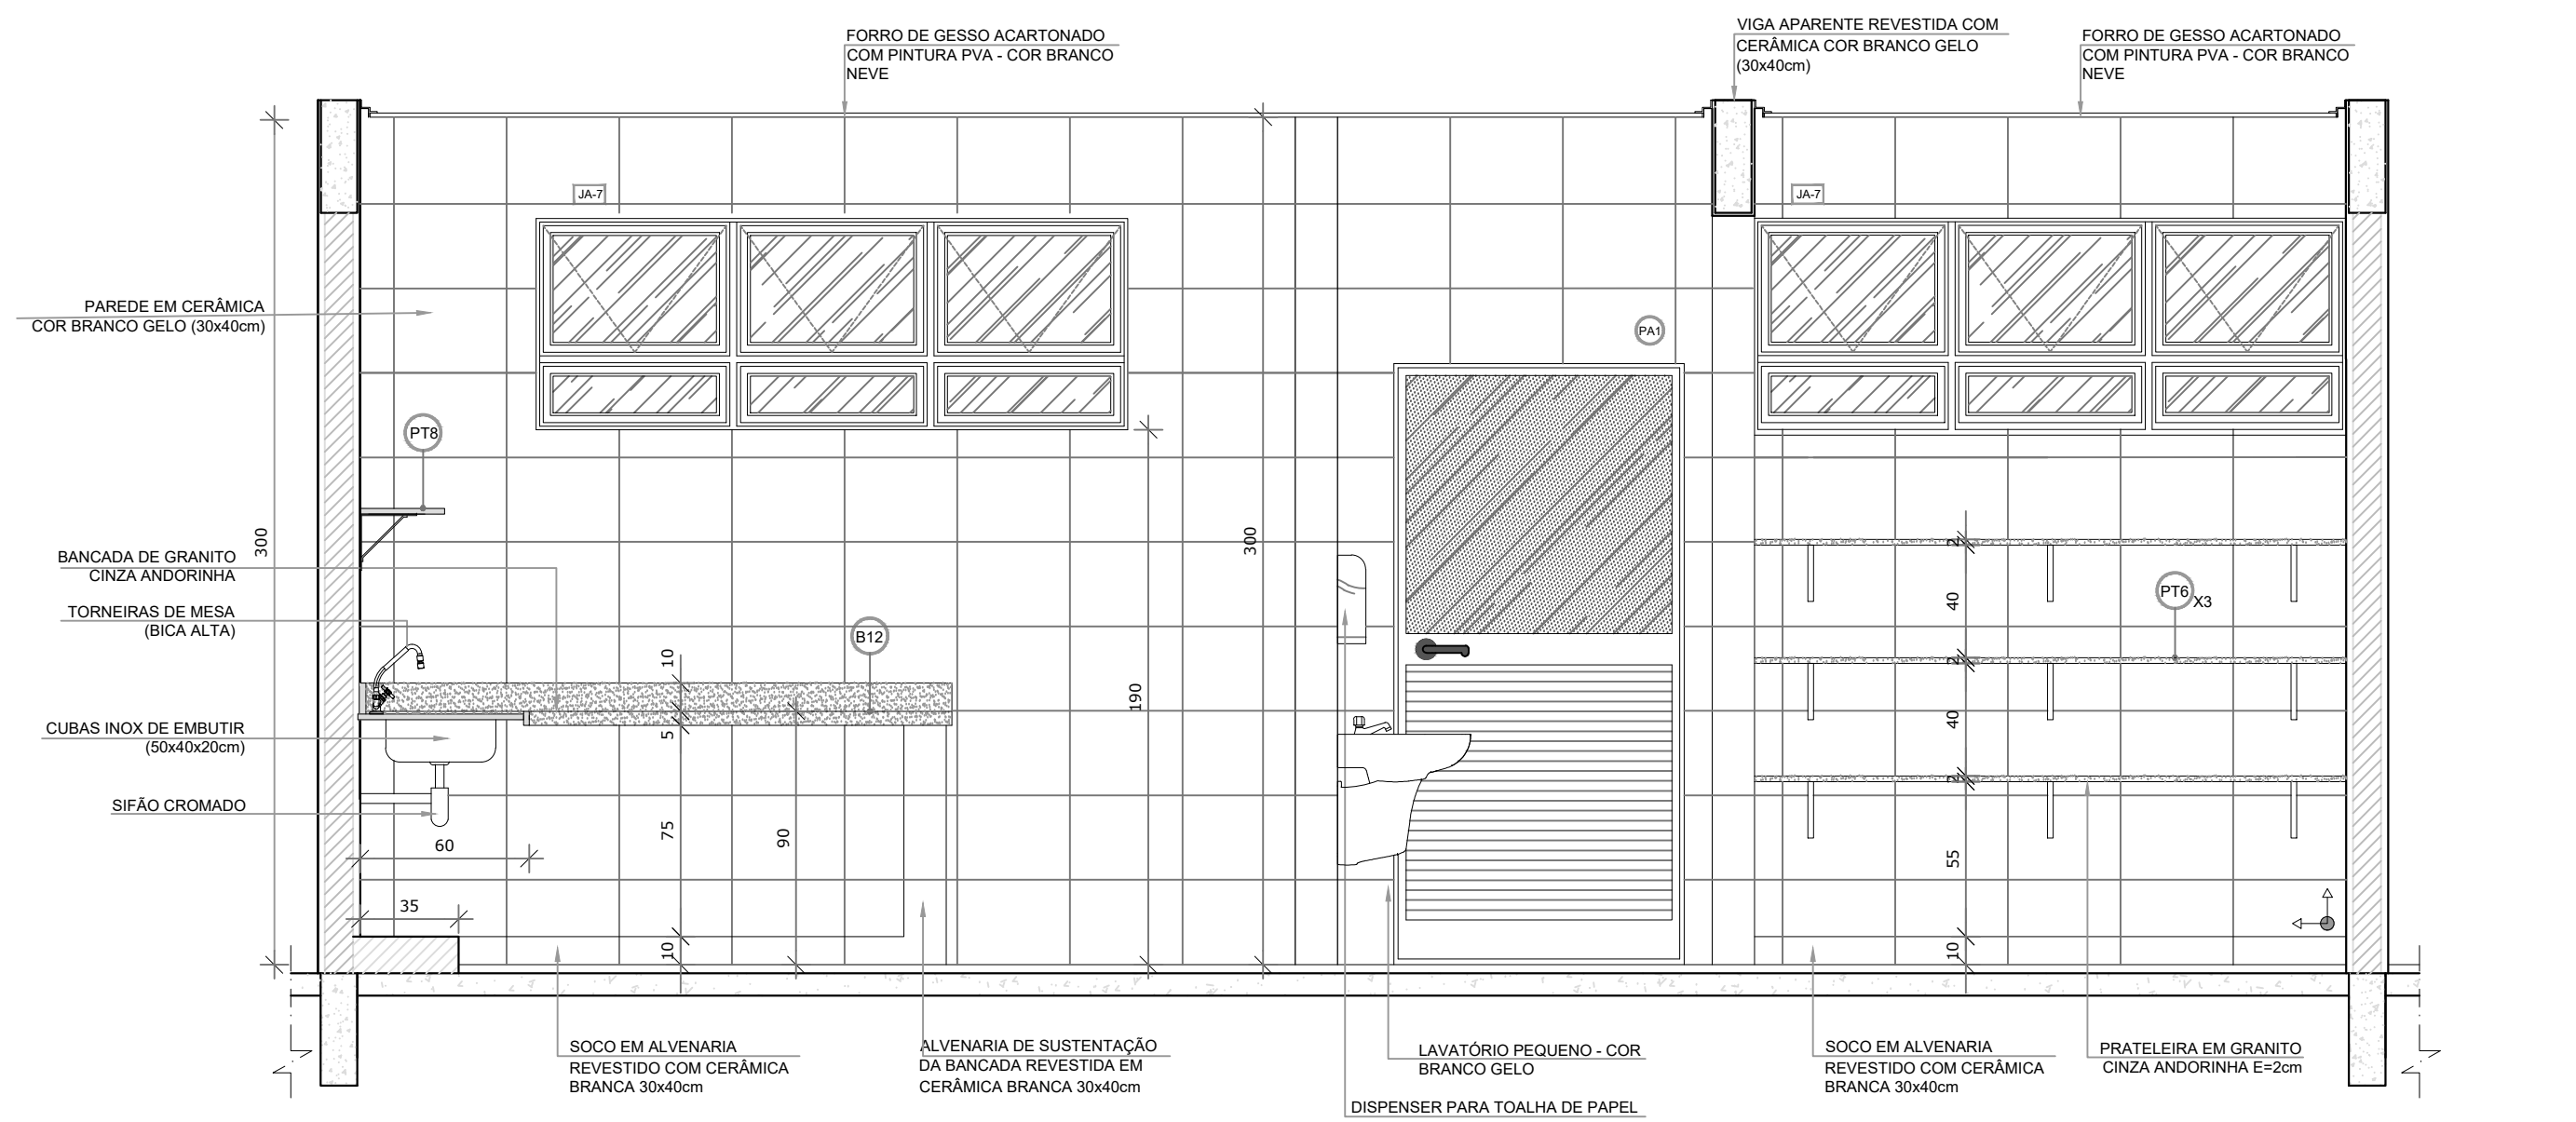 FORRO DE GESSO ACARTONADO
COM PINTURA PVA - COR BRANCO
NEVE
VIGA APARENTE REVESTIDA COM
CERÂMICA COR BRANCO GELO
(30x40cm)
FORRO DE GESSO ACARTONADO
COM PINTURA PVA - COR BRANCO
NEVE
JA-7
JA-7
PAREDE EM CERÂMICA
COR BRANCO GELO (30x40cm)
PA1
PT8
300
300
BANCADA DE GRANITO
CINZA ANDORINHA
TORNEIRAS DE MESA
(BICA ALTA)
B12
PT6
X3
2
40
2
40
2
55
10
10
5
75
90
10
190
CUBAS INOX DE EMBUTIR
(50x40x20cm)
SIFÃO CROMADO
60
35
SOCO EM ALVENARIA
REVESTIDO COM CERÂMICA
BRANCA 30x40cm
ALVENARIA DE SUSTENTAÇÃO
DA BANCADA REVESTIDA EM
CERÂMICA BRANCA 30x40cm
LAVATÓRIO PEQUENO - COR
BRANCO GELO
DISPENSER PARA TOALHA DE PAPEL
SOCO EM ALVENARIA
REVESTIDO COM CERÂMICA
BRANCA 30x40cm
PRATELEIRA EM GRANITO
CINZA ANDORINHA E=2cm